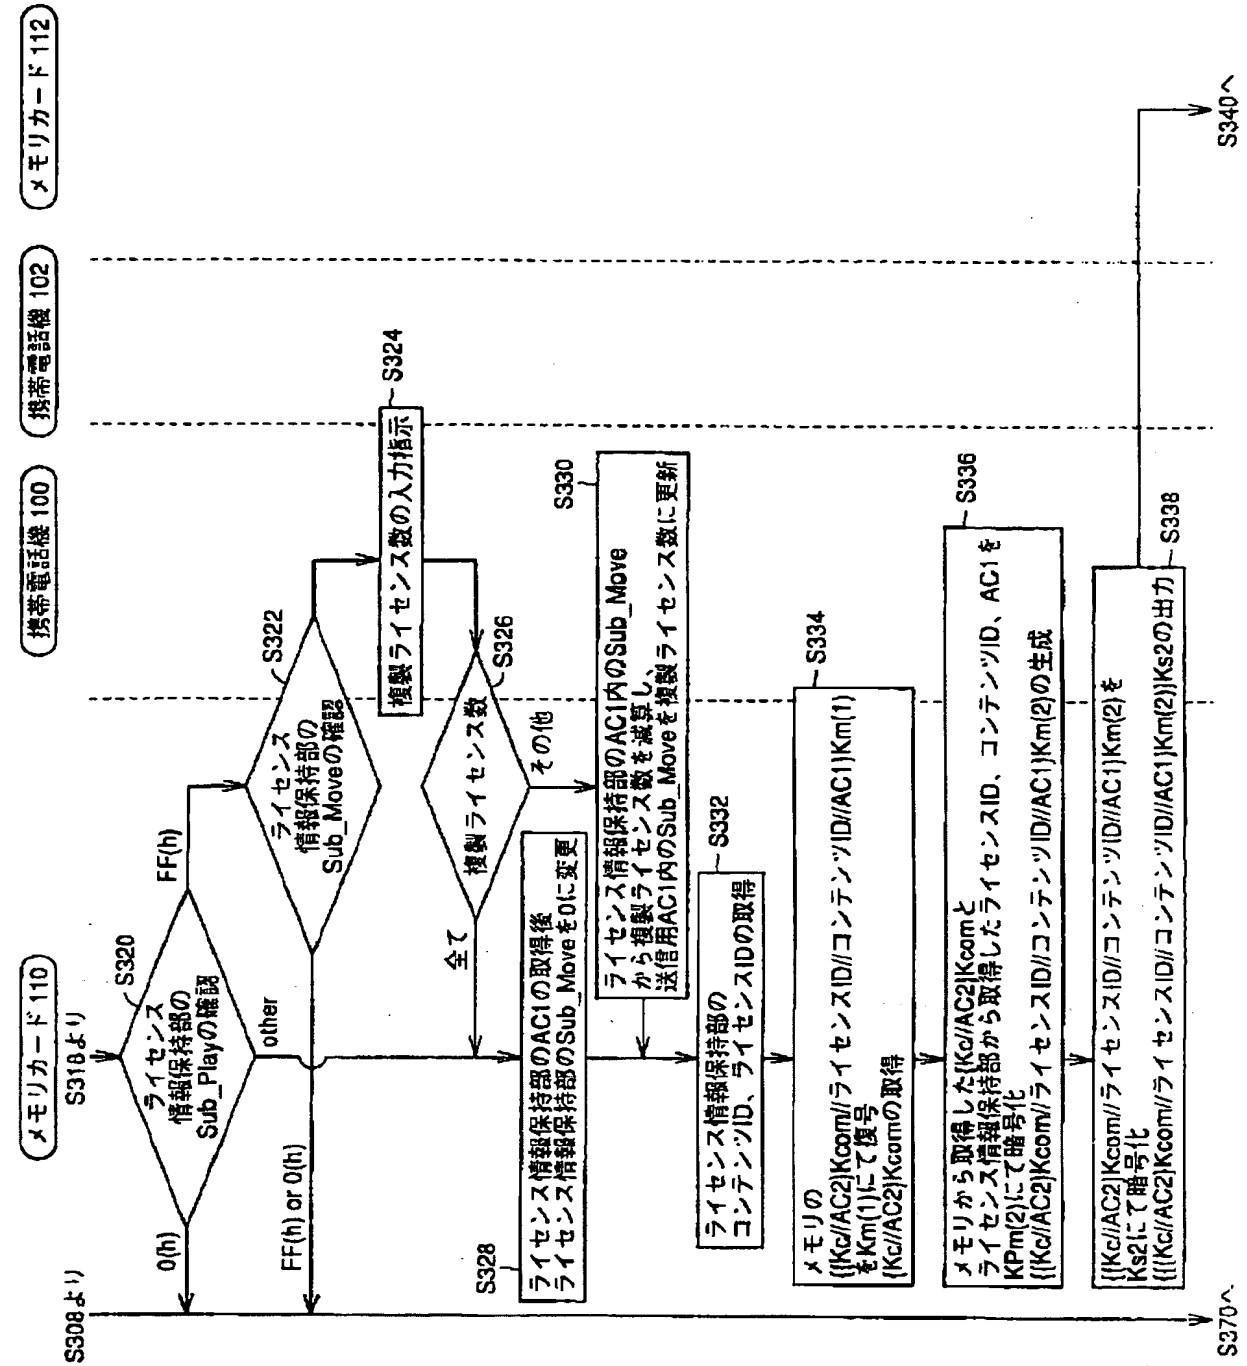 メモリカード 110
携帯電話機 100
携帯電話機 102
メモリカード 112
S308より
S318より
S320
ライセンス
情報保持部の
Sub_Playの確認
0(h)
FF(h)
other
S322
ライセンス
情報保持部の
Sub_Moveの確認
FF(h) or 0(h)
S324
複製ライセンス数の入力指示
S326
複製ライセンス数
全て
その他
S328
ライセンス情報保持部のAC1の取得後
ライセンス情報保持部のSub_Moveを0に変更
S330
ライセンス情報保持部のAC1内のSub_Move
から複製ライセンス数を減算し、
送信用AC1内のSub_Moveを複製ライセンス数に更新
S332
ライセンス情報保持部の
コンテンツID、ライセンスIDの取得
S334
メモリの
{{Kc//AC2}Kcom//ライセンスID//コンテンツID//AC1}Km(1)
をKm(1)にて復号
{Kc//AC2}Kcomの取得
S336
メモリから取得した{Kc//AC2}Kcomと
ライセンス情報保持部から取得したライセンスID、コンテンツID、AC1を
KPm(2)にて暗号化
{{Kc//AC2}Kcom//ライセンスID//コンテンツID//AC1}Km(2)の生成
S338
{{Kc//AC2}Kcom//ライセンスID//コンテンツID//AC1}Km(2)を
Ks2にて暗号化
{{{Kc//AC2}Kcom//ライセンスID//コンテンツID//AC1}Km(2)}Ks2の出力
S370へ
S340へ